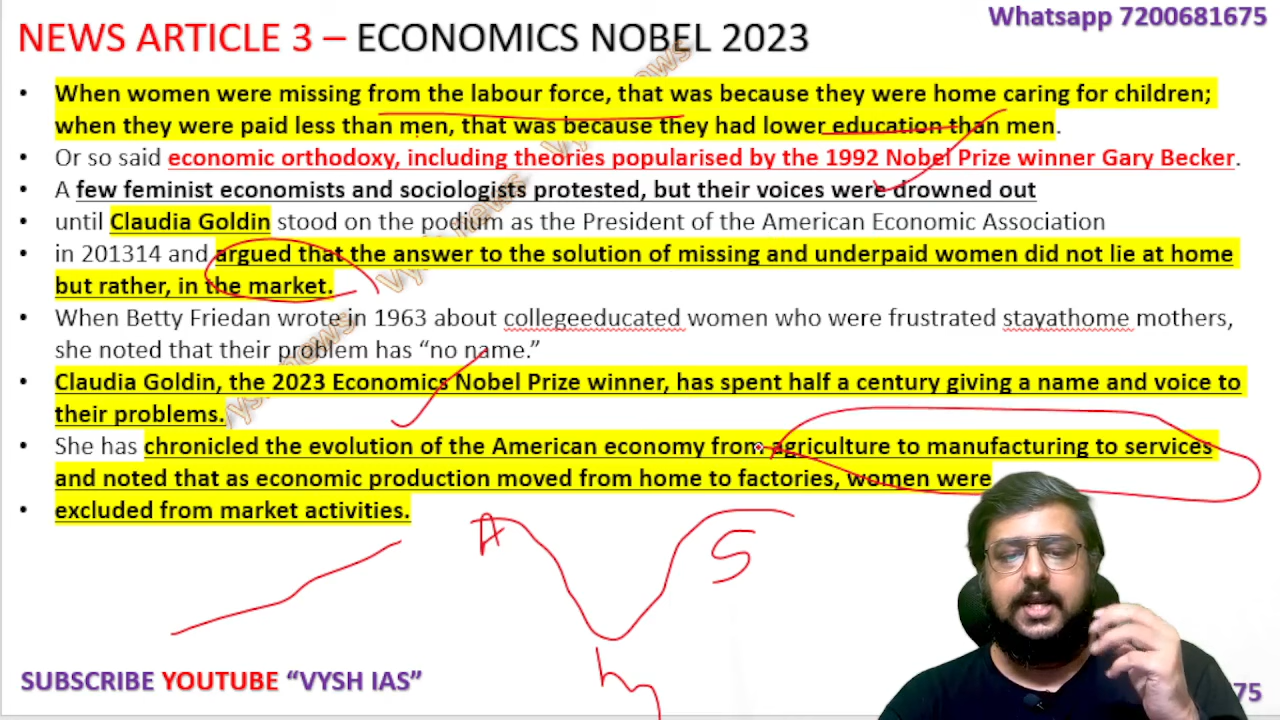 Whatsapp 7200681675
NEWS ARTICLE 3 – ECONOMICS NOBEL 2023
• When women were missing from the labour force, that was because they were home caring for children;
when they were paid less than men, that was because they had lower education than men.
• Or so said economic orthodoxy, including theories popularised by the 1992 Nobel Prize winner Gary Becker.
• A few feminist economists and sociologists protested, but their voices were drowned out
• until Claudia Goldin stood on the podium as the President of the American Economic Association
• in 201314 and argued that the answer to the solution of missing and underpaid women did not lie at home
but rather, in the market.
• When Betty Friedan wrote in 1963 about collegeeducated women who were frustrated stayathome mothers,
she noted that their problem has “no name.”
• Claudia Goldin, the 2023 Economics Nobel Prize winner, has spent half a century giving a name and voice to
their problems.
• She has chronicled the evolution of the American economy from agriculture to manufacturing to services
and noted that as economic production moved from home to factories, women were
• excluded from market activities.
A
S
m
SUBSCRIBE YOUTUBE “VYSH IAS”
75